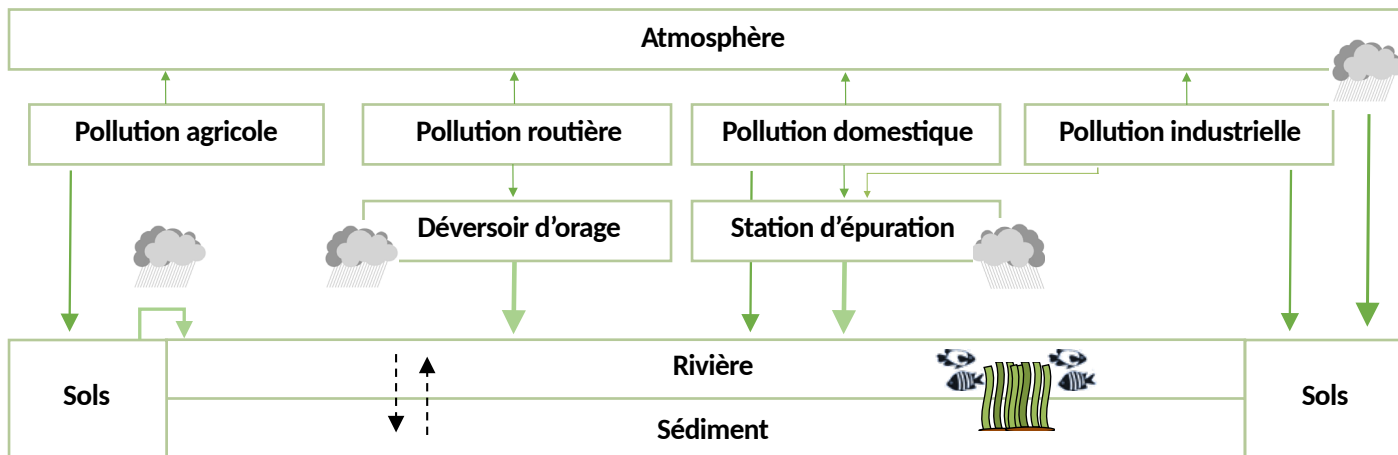 Atmosphère
Pollution agricole
Pollution routière
Pollution domestique
Pollution industrielle
Déversoir d’orage
Station d’épuration
Sols
Rivière
Sols
Sédiment